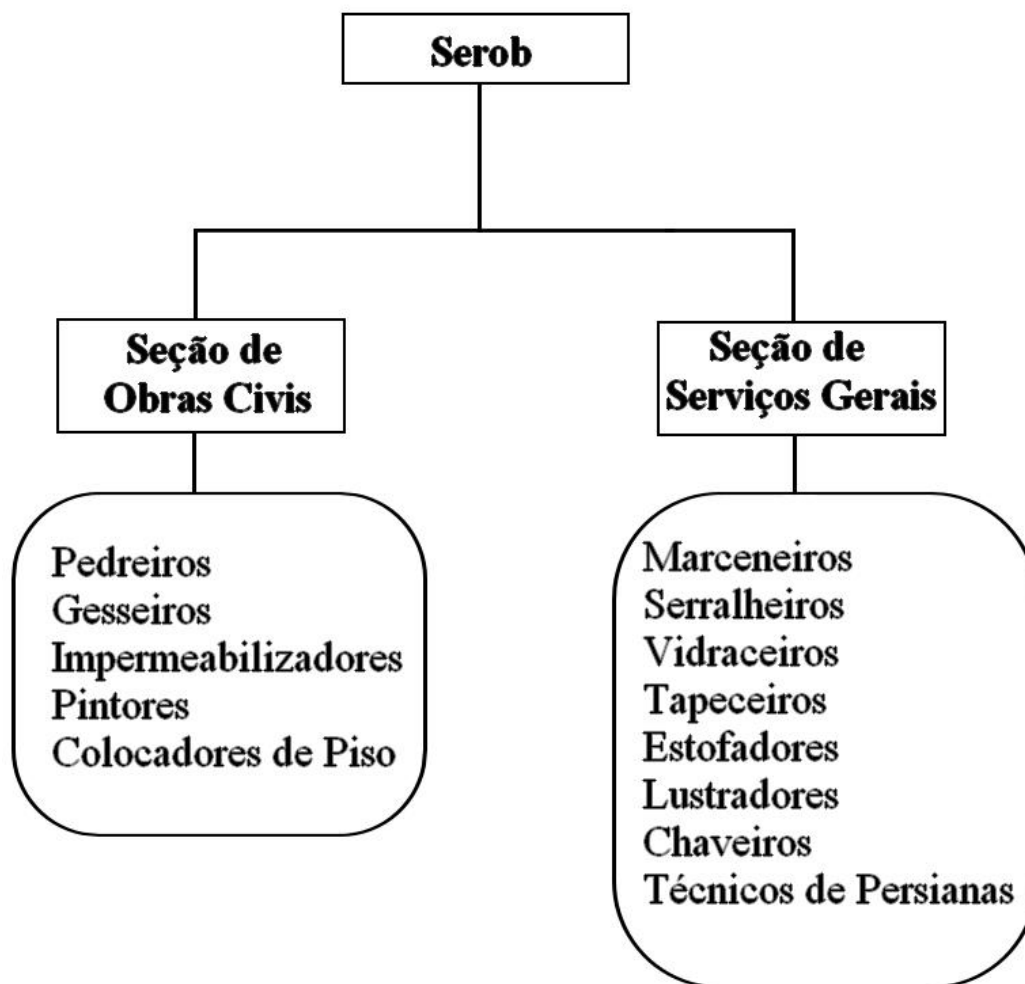 Serob
Seção de
Obras Civis
Pedreiros
Gesseiros
Impermeabilizadores
Pintores
Colocadores de Piso
Seção de
Serviços Gerais
Marceneiros
Serralheiros
Vidraceiros
Tapeceiros
Estofadores
Lustradores
Chaveiros
Técnicos de Persianas